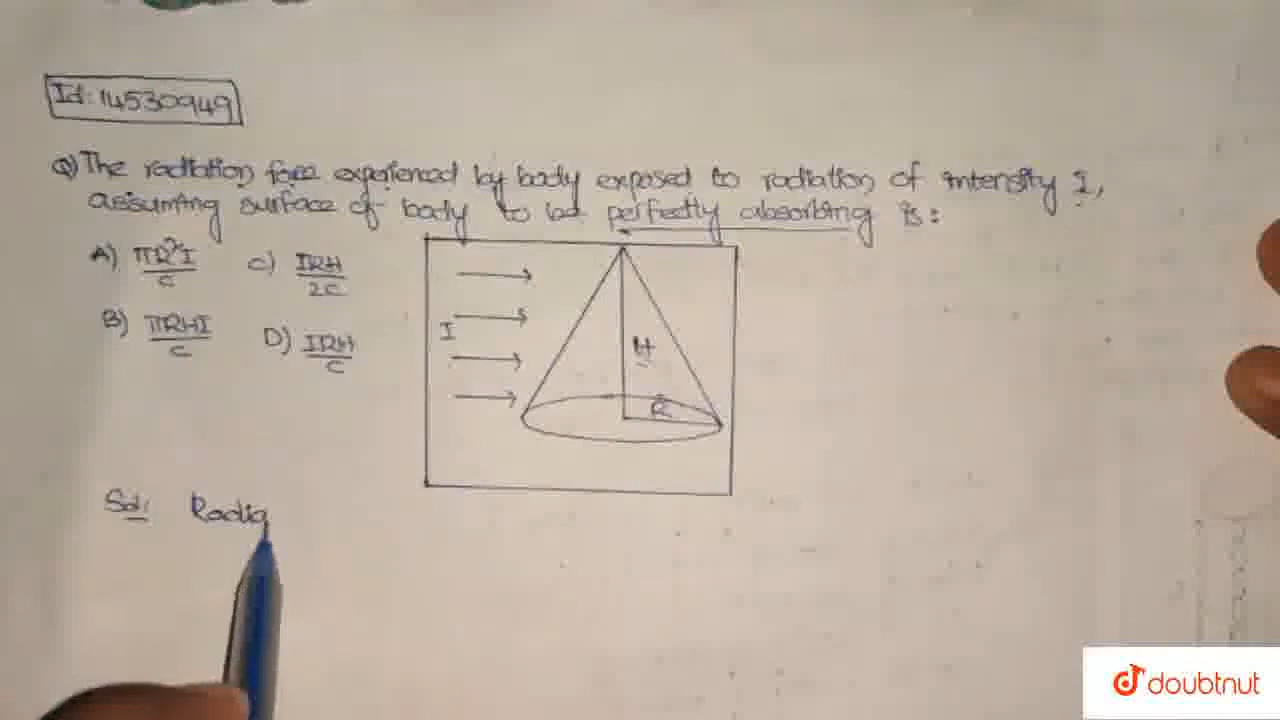 Id: 14530949
Q) The radiation force experienced by body exposed to radiation of intensity I,
assuming surface of body to be perfectly absorbing is:
A) πR²I/C C) IRH/2C
B) πRHI/C D) IRH/C
I
H
R
Sol: Radia
doubtnut